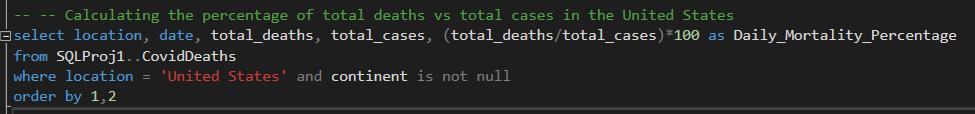 -- -- Calculating the percentage of total deaths vs total cases in the United States
select location, date, total_deaths, total_cases, (total_deaths/total_cases)*100 as Daily_Mortality_Percentage
from SQLProj1..CovidDeaths
where location = 'United States' and continent is not null
order by 1,2